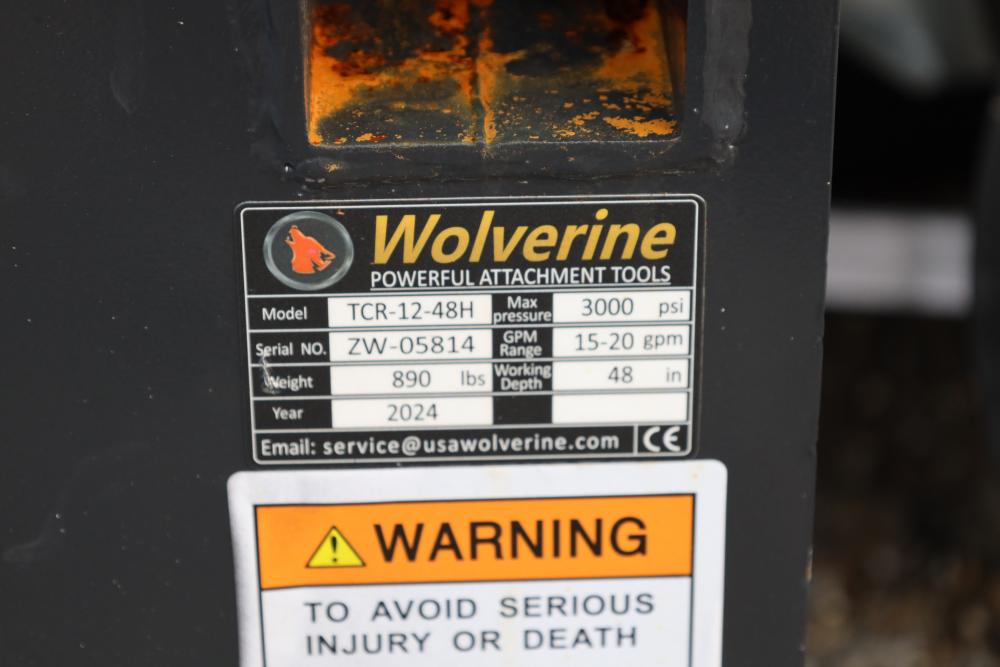 Wolverine
POWERFUL ATTACHMENT TOOLS
Model TCR-12-48H Max pressure 3000 psi
Serial NO. ZW-05814 GPM Range 15-20 gpm
Weight 890 lbs Working Depth 48 in
Year 2024
Email: service@usawolverine.com CE
WARNING
TO AVOID SERIOUS
INJURY OR DEATH